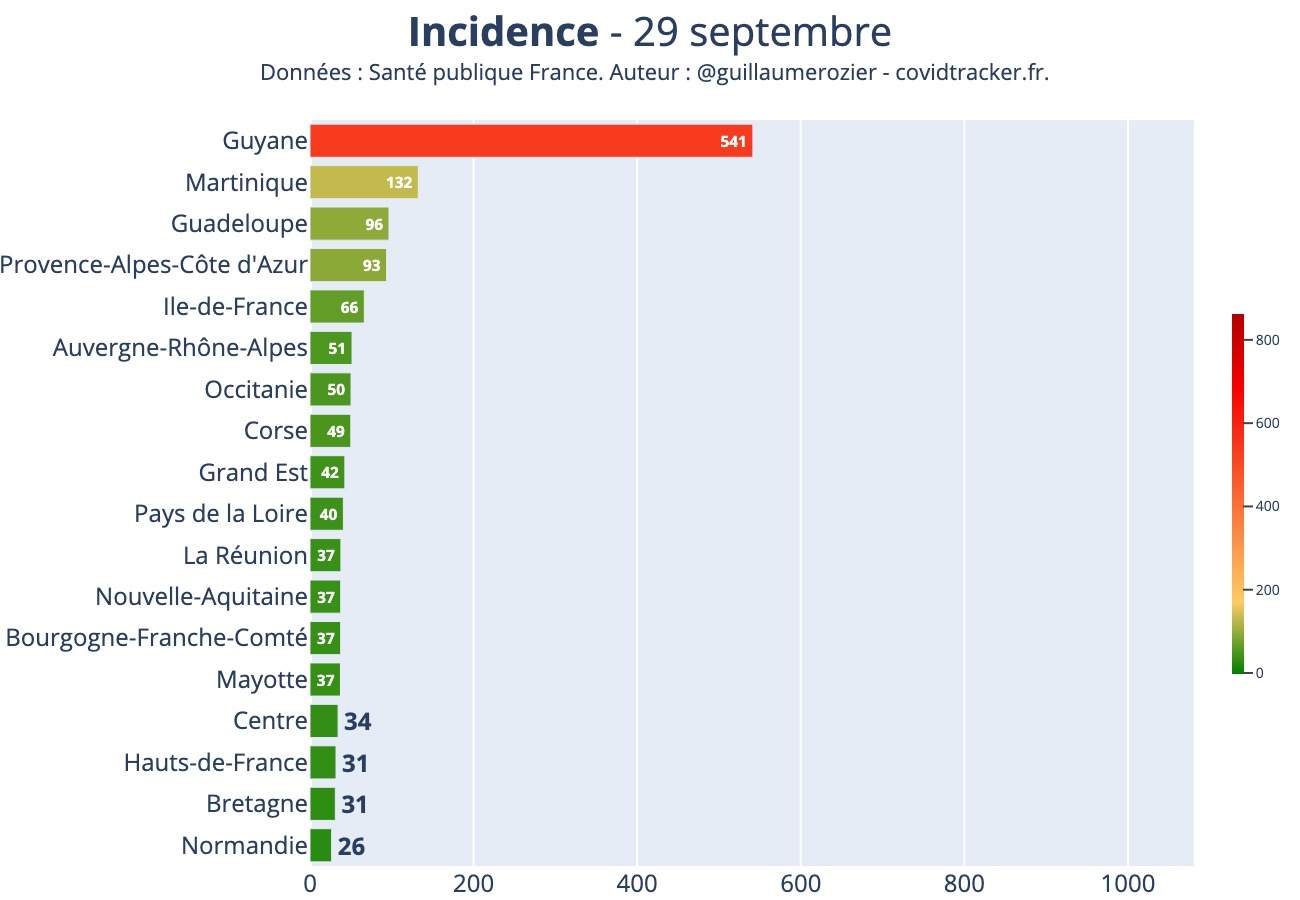 Incidence - 29 septembre
Données : Santé publique France. Auteur : @guillaumerozier - covidtracker.fr.
Guyane 541
Martinique 132
Guadeloupe 96
Provence-Alpes-Côte d'Azur 93
Ile-de-France 66
Auvergne-Rhône-Alpes 51
Occitanie 50
Corse 49
Grand Est 42
Pays de la Loire 40
La Réunion 37
Nouvelle-Aquitaine 37
Bourgogne-Franche-Comté 37
Mayotte 37
Centre 34
Hauts-de-France 31
Bretagne 31
Normandie 26
0 200 400 600 800 1000
800
600
400
200
0